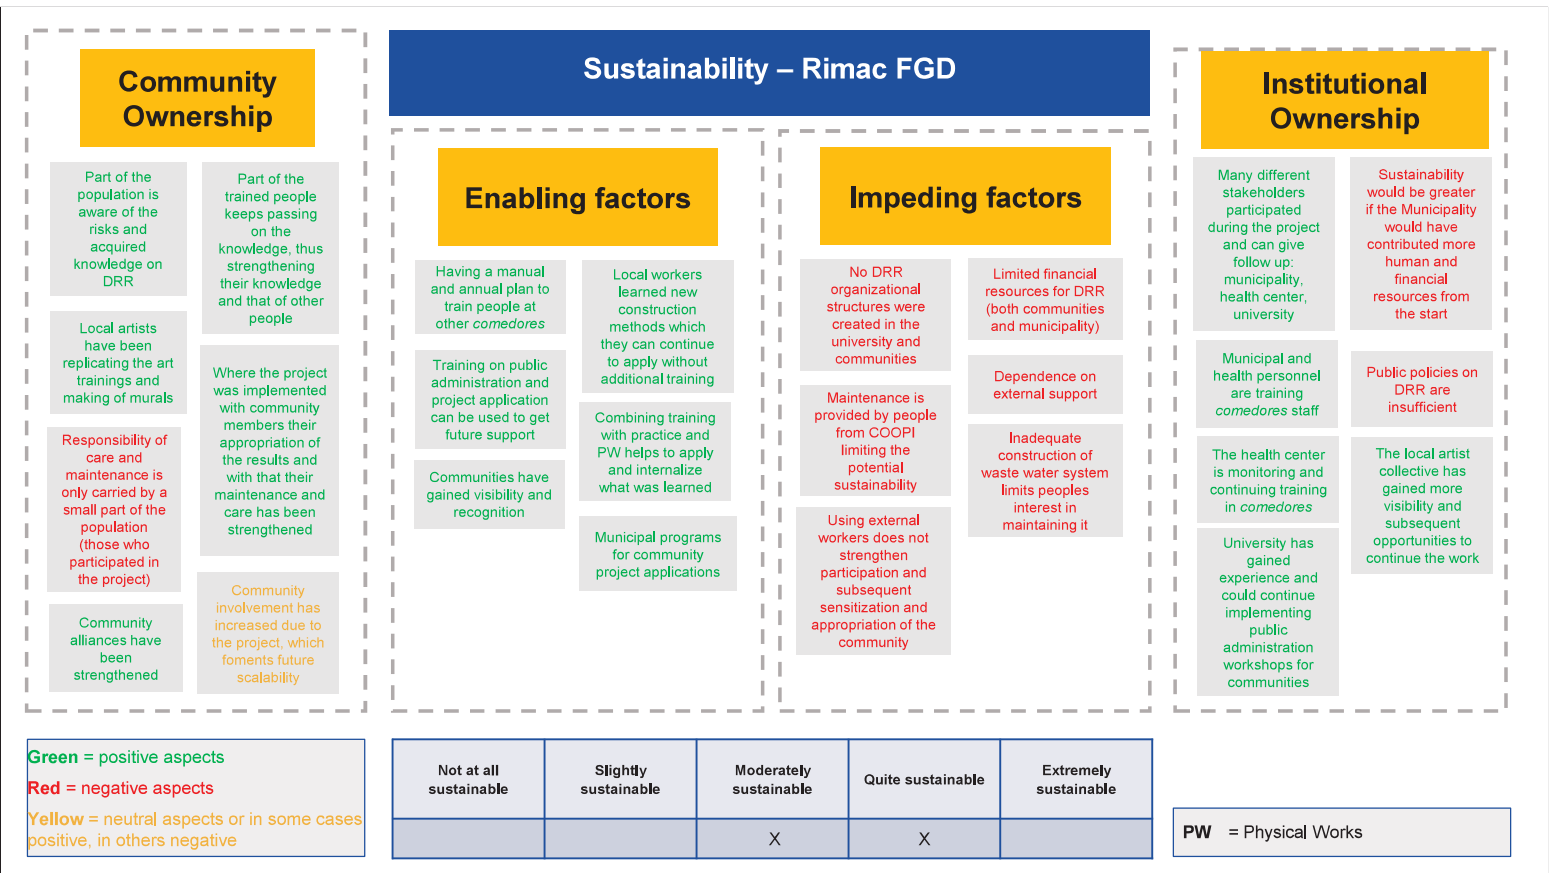 Community
Ownership
Part of the
population is
aware of the
risks and
acquired
knowledge on
DRR
Part of the
trained people
keeps passing
on the
knowledge, thus
strengthening
their knowledge
and that of other
people
Local artists
have been
replicating the art
trainings and
making of murals
Where the project
was implemented
with community
members their
appropriation of
the results and
with that their
maintenance and
care has been
strengthened
Responsibility of
care and
maintenance is
only carried by a
small part of the
population
(those who
participated in
the project)
Community
involvement has
increased due to
the project, which
foments future
scalability
Community
alliances have
been
strengthened
Sustainability – Rimac FGD
Enabling factors
Having a manual
and annual plan to
train people at
other comedores
Local workers
learned new
construction
methods which
they can continue
to apply without
additional training
Training on public
administration and
project application
can be used to get
future support
Combining training
with practice and
PW helps to apply
and internalize
what was learned
Communities have
gained visibility and
recognition
Municipal programs
for community
project applications
Impeding factors
No DRR
organizational
structures were
created in the
university and
communities
Limited financial
resources for DRR
(both communities
and municipality)
Dependence on
external support
Maintenance is
provided by people
from COOPI
limiting the
potential
sustainability
Inadequate
construction of
waste water system
limits peoples
interest in
maintaining it
Using external
workers does not
strengthen
participation and
subsequent
sensitization and
appropriation of the
community
Institutional
Ownership
Many different
stakeholders
participated
during the project
and can give
follow up:
municipality,
health center,
university
Sustainability
would be greater
if the Municipality
would have
contributed more
human and
financial
resources from
the start
Municipal and
health personnel
are training
comedores staff
Public policies on
DRR are
insufficient
The health center
is monitoring and
continuing training
in comedores
The local artist
collective has
gained more
visibility and
subsequent
opportunities to
continue the work
University has
gained
experience and
could continue
implementing
public
administration
workshops for
communities
Green = positive aspects
Red = negative aspects
Yellow = neutral aspects or in some cases
positive, in others negative
Not at all
sustainable
Slightly
sustainable
Moderately
sustainable
Quite sustainable
Extremely
sustainable
X
X
PW = Physical Works